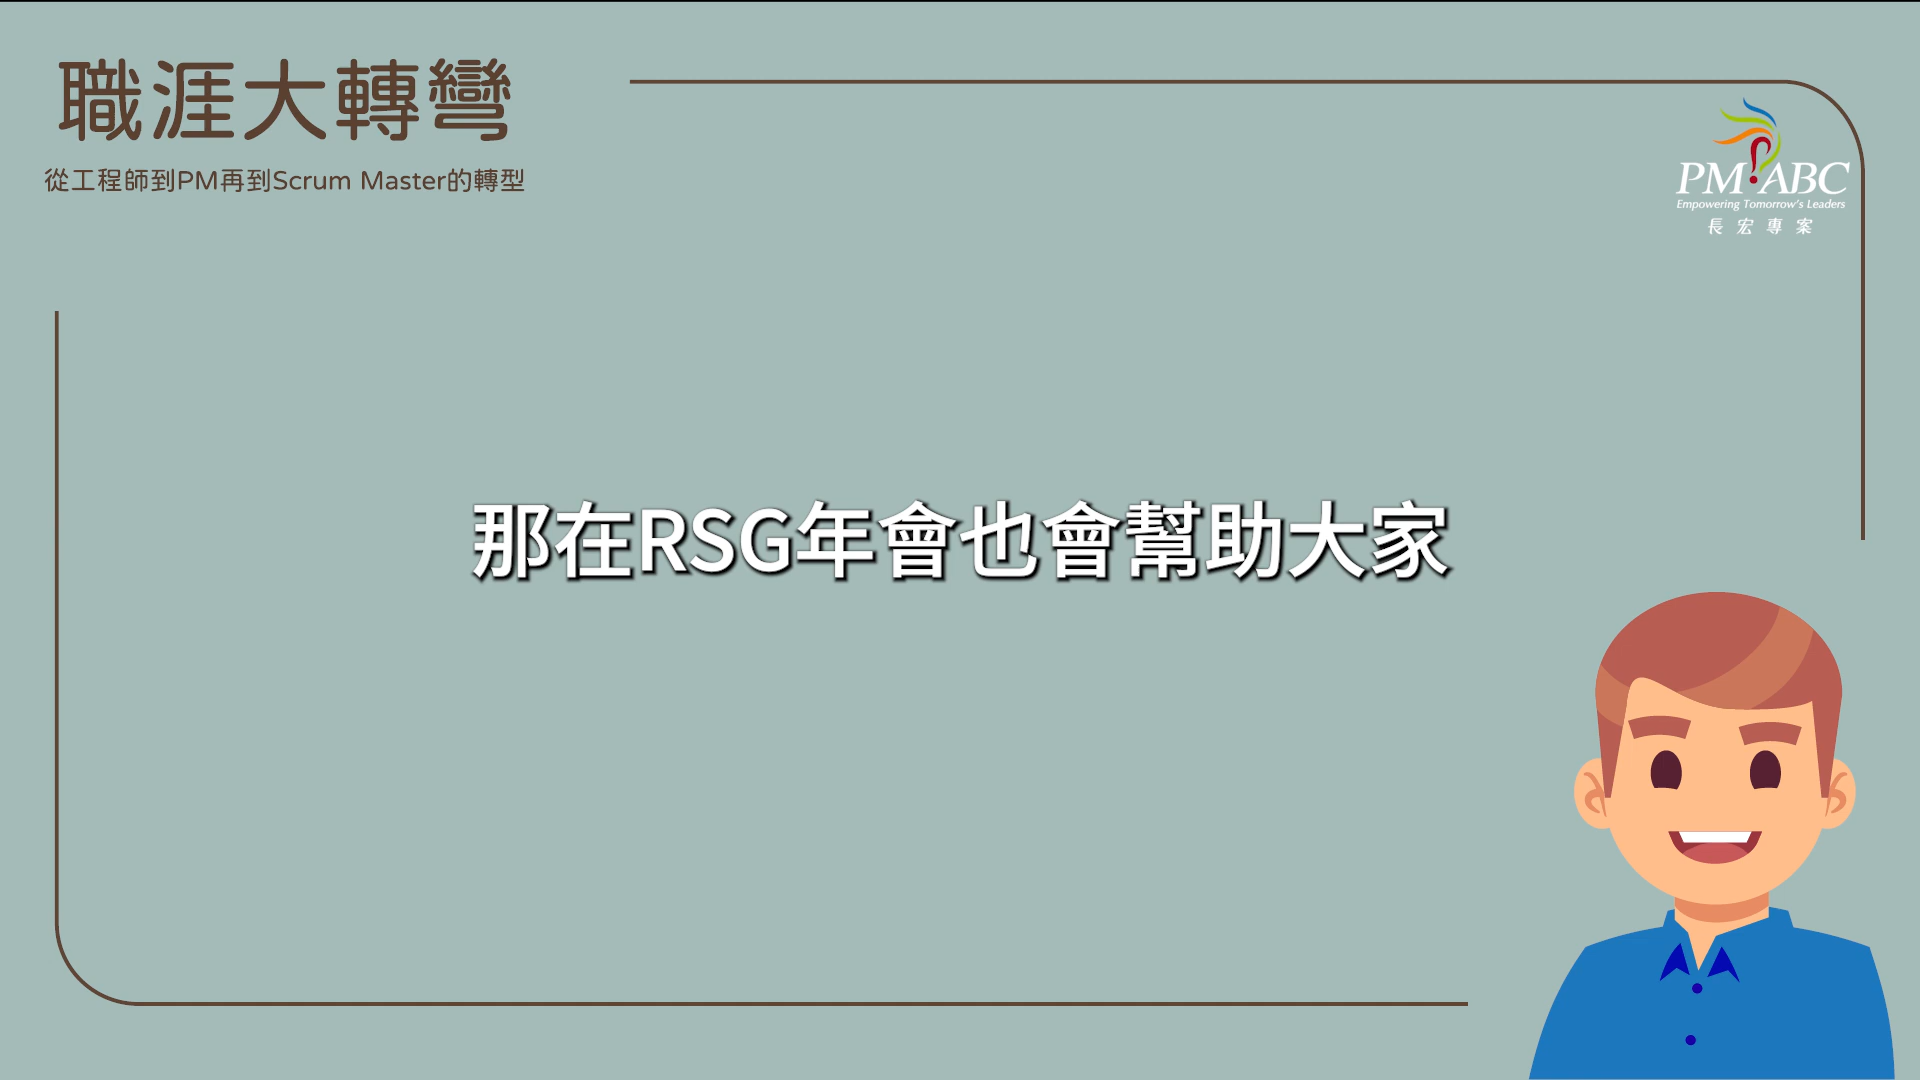 職涯大轉彎
從工程師到PM再到Scrum Master的轉型
PM ABC
Empowering Tomorrow's Leaders
長宏專案
那在RSG年會也會幫助大家